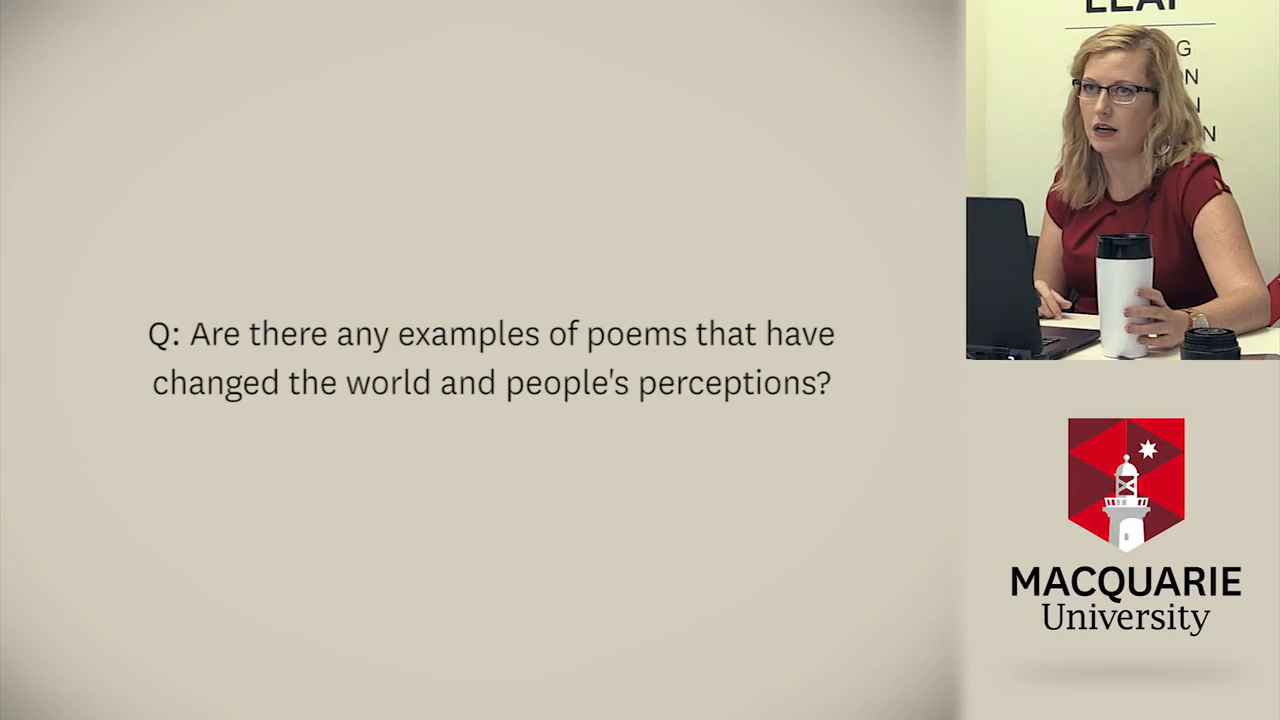 Q: Are there any examples of poems that have
changed the world and people's perceptions?
MACQUARIE
University